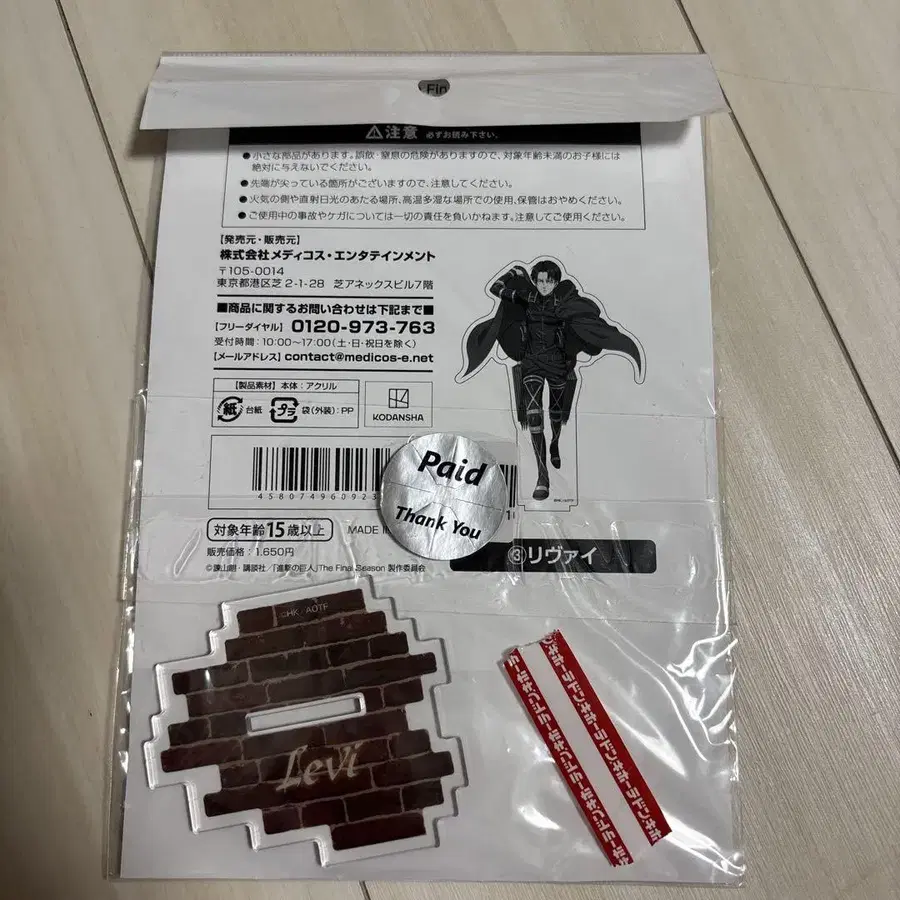 Fin
⚠注意 必ずお読み下さい。
●小さな部品があります。誤飲・窒息の危険がありますので、対象年齢未満のお子様には
絶対に与えないでください。
●先端が尖っている箇所がございますので、注意してください。
●火気の側や直射日光のあたる場所、高温多湿な場所での使用、保管はおやめください。
●ご使用中の事故やケガについては一切の責任を負いかねます。注意してご使用ください。
【発売元・販売元】
株式会社メディコス・エンタテインメント
〒105-0014
東京都港区芝2-1-28 芝アネックスビル7階
■商品に関するお問い合わせは下記まで■
【フリーダイヤル】 0120-973-763
受付時間：10:00〜17:00（土・日・祝日を除く）
【メールアドレス】 contact@medicos-e.net
【製品素材】本体：アクリル
紙 台紙 プラ 袋（外装）：PP
KODANSHA
4580749609 23
Paid
Thank You
対象年齢15歳以上
MADE I
販売価格：1,650円
③リヴァイ
©諫山創・講談社／「進撃の巨人」The Final Season 製作委員会
Levi